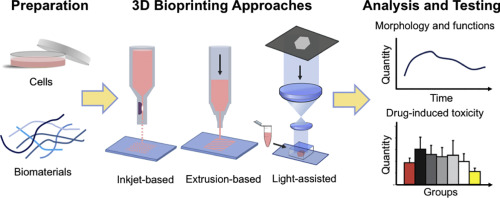 Preparation
3D Bioprinting Approaches
Analysis and Testing
Cells
Biomaterials
Inkjet-based
Extrusion-based
Light-assisted
Morphology and functions
Quantity
Time
Drug-induced toxicity
Quantity
Groups